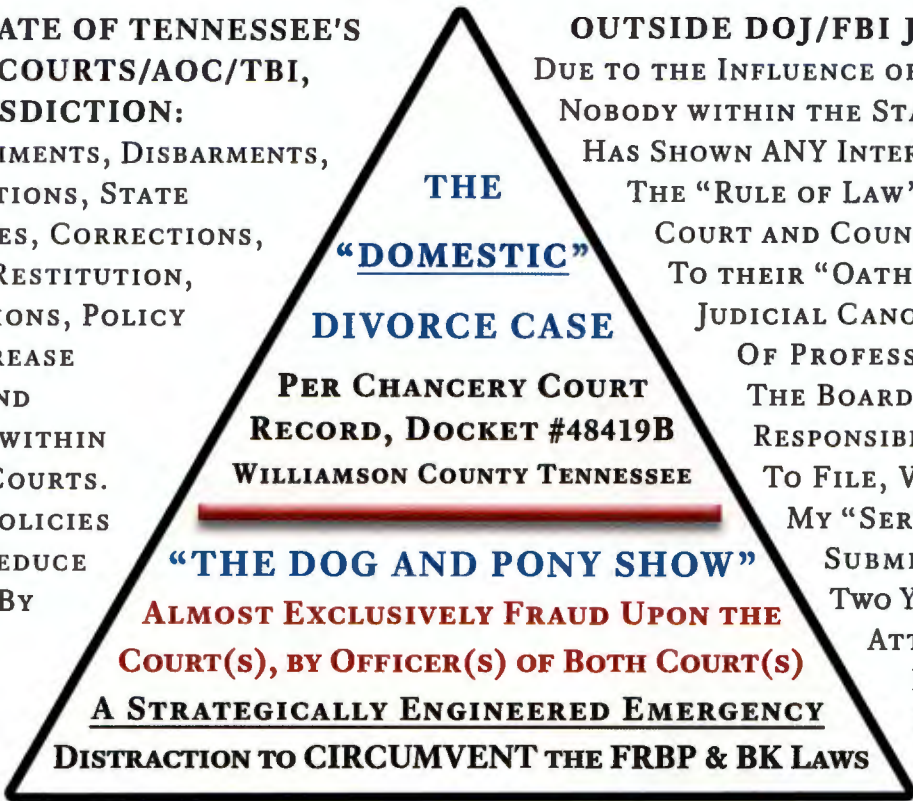 ATE OF TENNESSEE'S
COURTS/AOC/TBI,
SDICTION:
MENTS, DISBARMENTS,
TIONS, STATE
ES, CORRECTIONS,
RESTITUTION,
IONS, POLICY
REASE
ND
WITHIN
COURTS.
OLICIES
EDUCE
BY
THE
“DOMESTIC”
DIVORCE CASE
PER CHANCERY COURT
RECORD, DOCKET #48419B
WILLIAMSON COUNTY TENNESSEE
“THE DOG AND PONY SHOW”
ALMOST EXCLUSIVELY FRAUD UPON THE
COURT(S), BY OFFICER(S) OF BOTH COURT(S)
A STRATEGICALLY ENGINEERED EMERGENCY
DISTRACTION TO CIRCUMVENT THE FRBP & BK LAWS
OUTSIDE DOJ/FBI J
DUE TO THE INFLUENCE OF
NOBODY WITHIN THE STA
HAS SHOWN ANY INTER
THE “RULE OF LAW”
COURT AND COUN
TO THEIR “OATH
JUDICIAL CANO
OF PROFESS
THE BOARD
RESPONSIBI
TO FILE, V
MY “SER
SUBMI
TWO Y
ATT